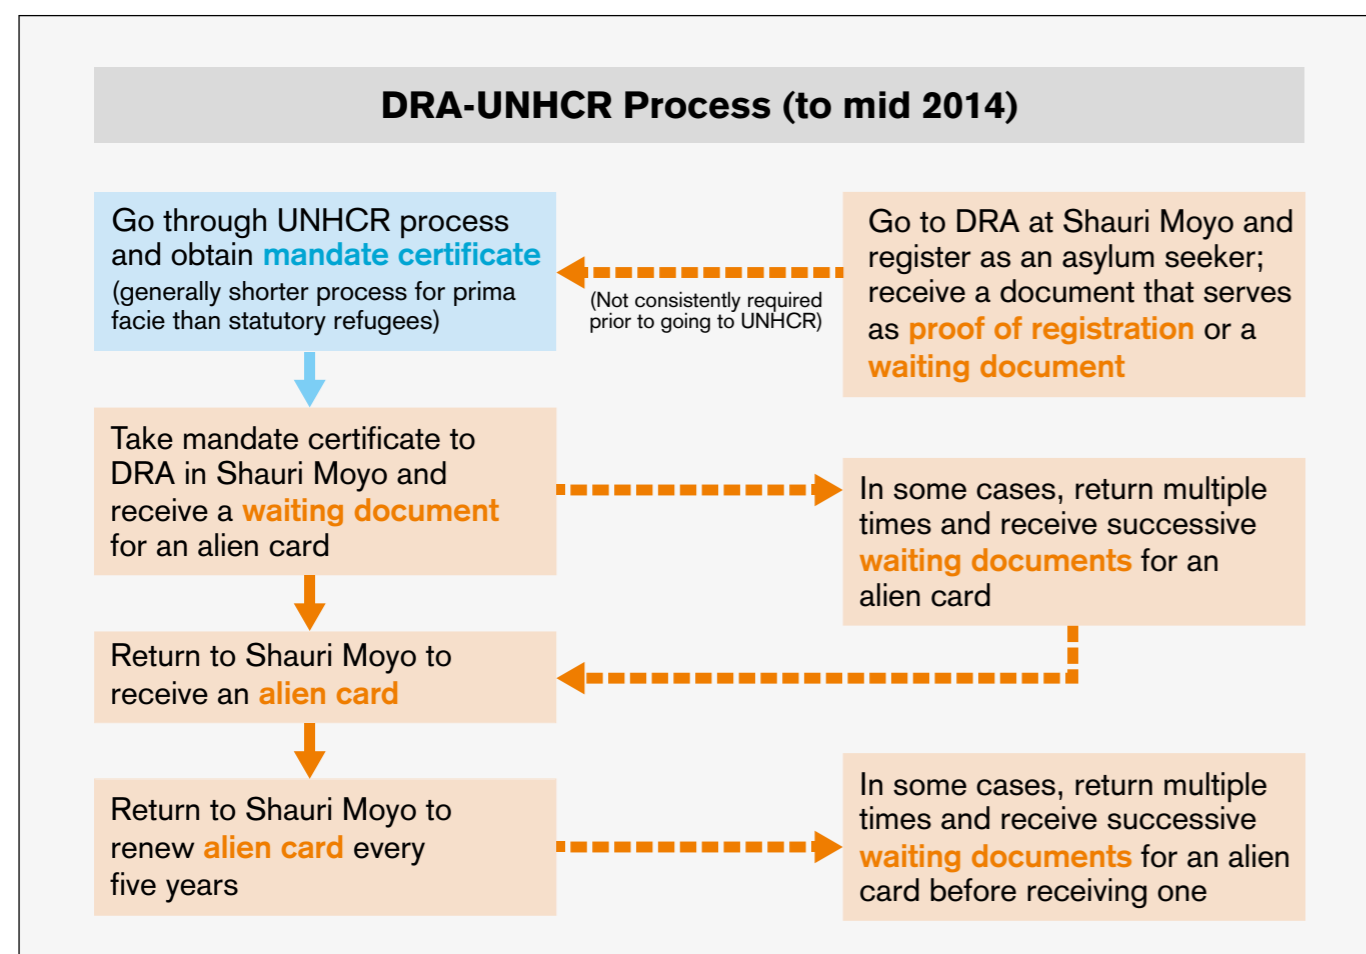 DRA-UNHCR Process (to mid 2014)
Go through UNHCR process
and obtain mandate certificate
(generally shorter process for prima
facie than statutory refugees)
(Not consistently required
prior to going to UNHCR)
Go to DRA at Shauri Moyo and
register as an asylum seeker;
receive a document that serves
as proof of registration or a
waiting document
Take mandate certificate to
DRA in Shauri Moyo and
receive a waiting document
for an alien card
In some cases, return multiple
times and receive successive
waiting documents for an
alien card
Return to Shauri Moyo to
receive an alien card
Return to Shauri Moyo to
renew alien card every
five years
In some cases, return multiple
times and receive successive
waiting documents for an alien
card before receiving one